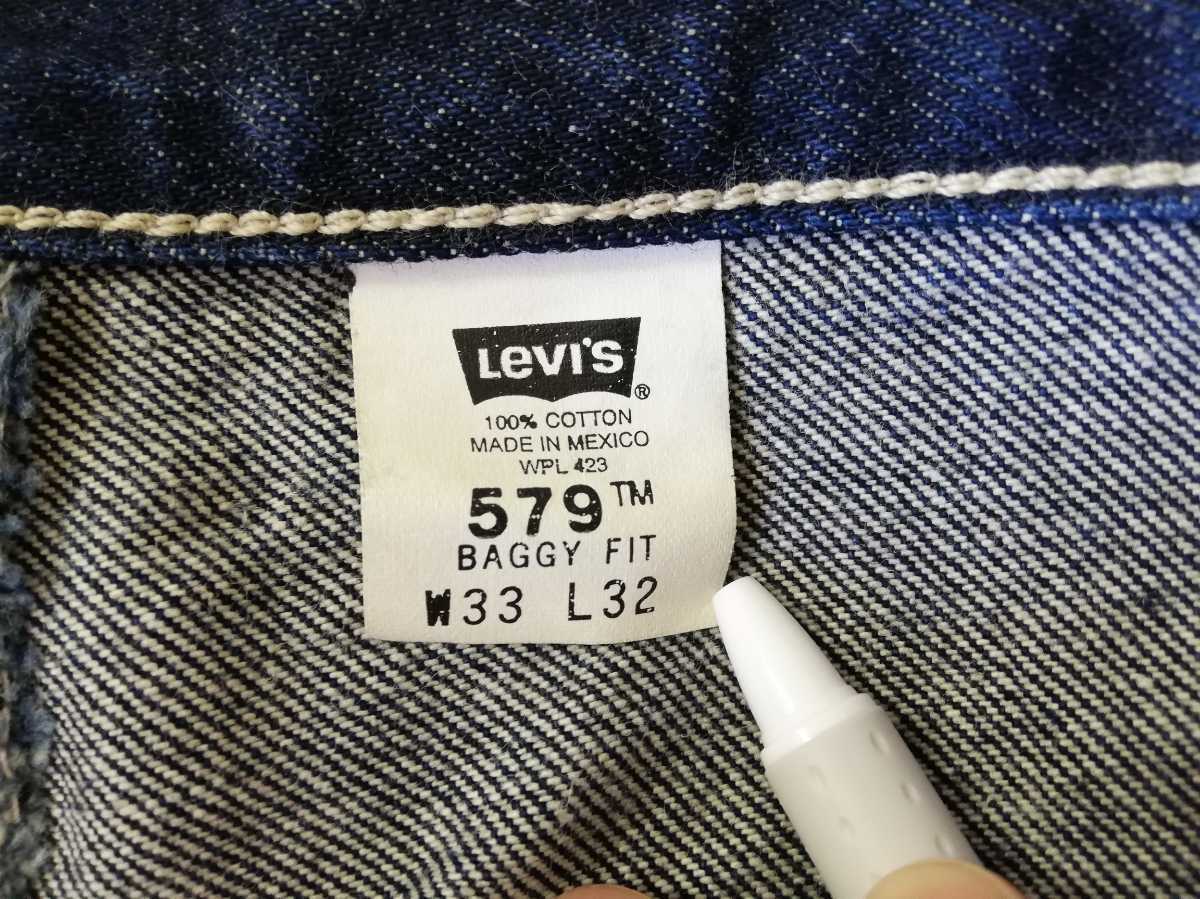 LEVI'S
®
100% COTTON
MADE IN MEXICO
WPL 423
579™
BAGGY FIT
W33 L32